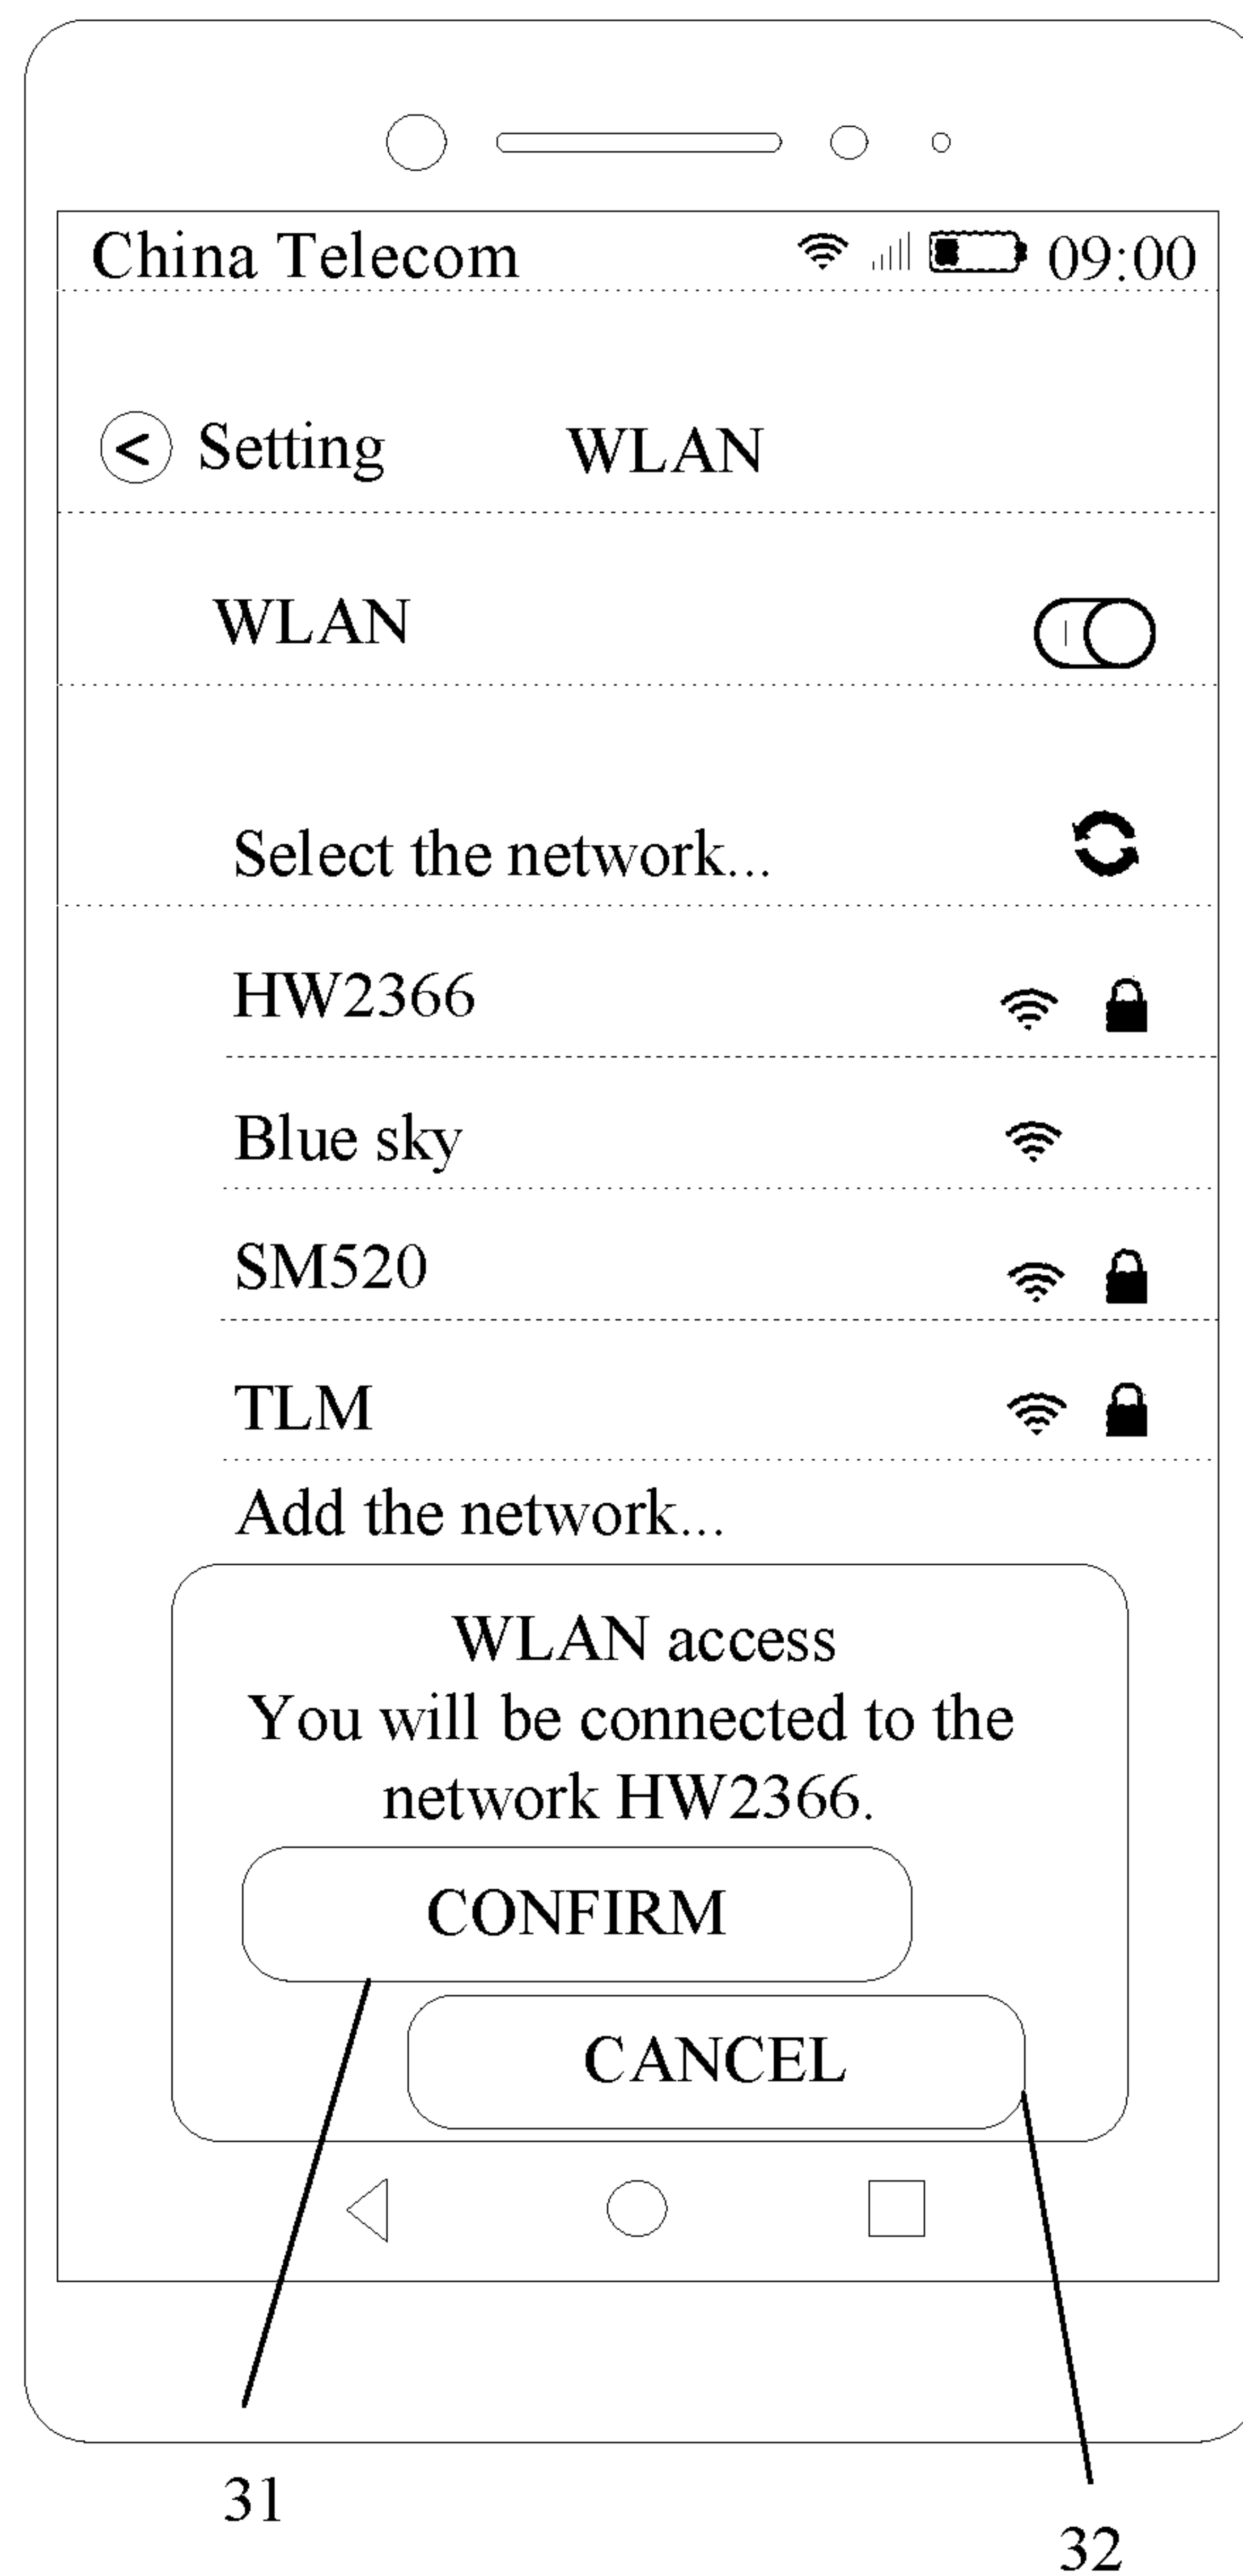 China Telecom 09:00
< Setting WLAN
WLAN
Select the network...
HW2366
Blue sky
SM520
TLM
Add the network...
WLAN access
You will be connected to the
network HW2366.
CONFIRM
CANCEL
31
32